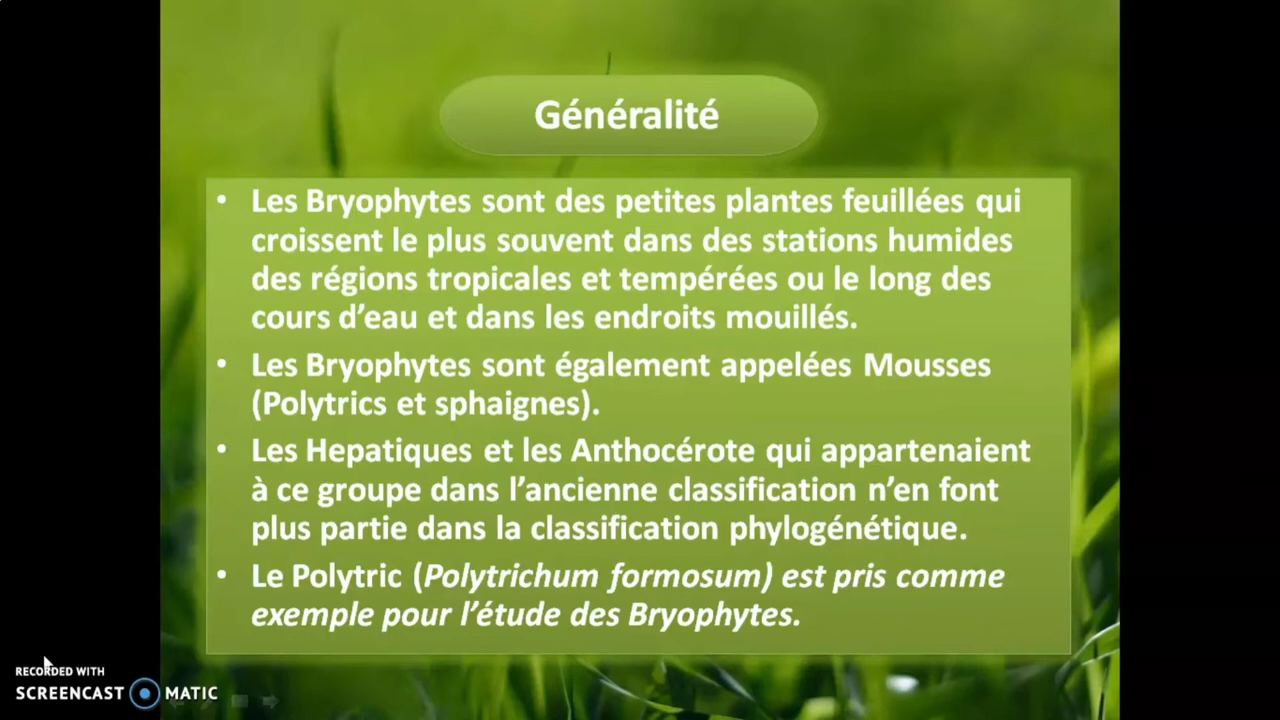 Généralité
• Les Bryophytes sont des petites plantes feuillées qui
croissent le plus souvent dans des stations humides
des régions tropicales et tempérées ou le long des
cours d’eau et dans les endroits mouillés.
• Les Bryophytes sont également appelées Mousses
(Polytrics et sphaignes).
• Les Hepatiques et les Anthocérote qui appartenaient
à ce groupe dans l’ancienne classification n’en font
plus partie dans la classification phylogénétique.
• Le Polytric (Polytrichum formosum) est pris comme
exemple pour l’étude des Bryophytes.
RECORDED WITH
SCREENCAST MATIC